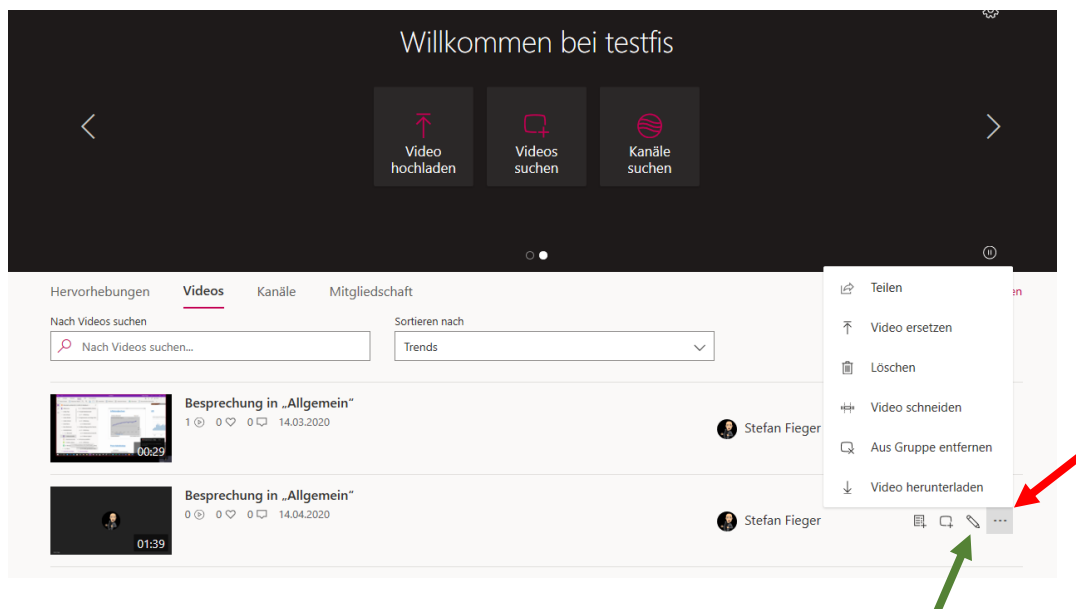 Willkommen bei testfis
Video
hochladen
Videos
suchen
Kanäle
suchen
Hervorhebungen Videos Kanäle Mitgliedschaft
Nach Videos suchen Sortieren nach
Nach Videos suchen... Trends
Teilen
Video ersetzen
Löschen
Video schneiden
Aus Gruppe entfernen
Video herunterladen
Besprechung in „Allgemein“
1 0 0 14.03.2020
Stefan Fieger
00:29
Besprechung in „Allgemein“
0 0 0 14.04.2020
Stefan Fieger
01:39